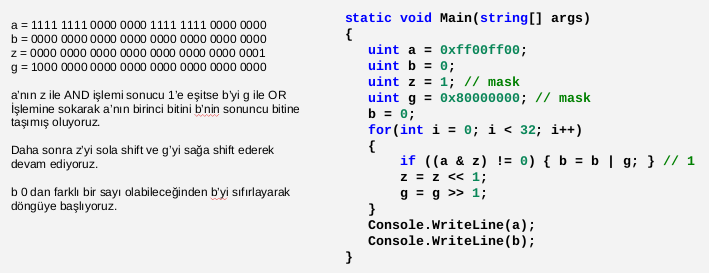 a = 1111 1111 0000 0000 1111 1111 0000 0000
b = 0000 0000 0000 0000 0000 0000 0000 0000
z = 0000 0000 0000 0000 0000 0000 0000 0001
g = 1000 0000 0000 0000 0000 0000 0000 0000
a'nın z ile AND işlemi sonucu 1'e eşitse b'yi g ile OR
İşlemine sokarak a'nın birinci bitini b'nin sonuncu bitine
taşımış oluyoruz.
Daha sonra z'yi sola shift ve g'yi sağa shift ederek
devam ediyoruz.
b 0 dan farklı bir sayı olabileceğinden b'yi sıfırlayarak
döngüye başlıyoruz.
static void Main(string[] args)
{
uint a = 0xff00ff00;
uint b = 0;
uint z = 1; // mask
uint g = 0x80000000; // mask
b = 0;
for(int i = 0; i < 32; i++)
{
if ((a & z) != 0) { b = b | g; } // 1
z = z << 1;
g = g >> 1;
}
Console.WriteLine(a);
Console.WriteLine(b);
}